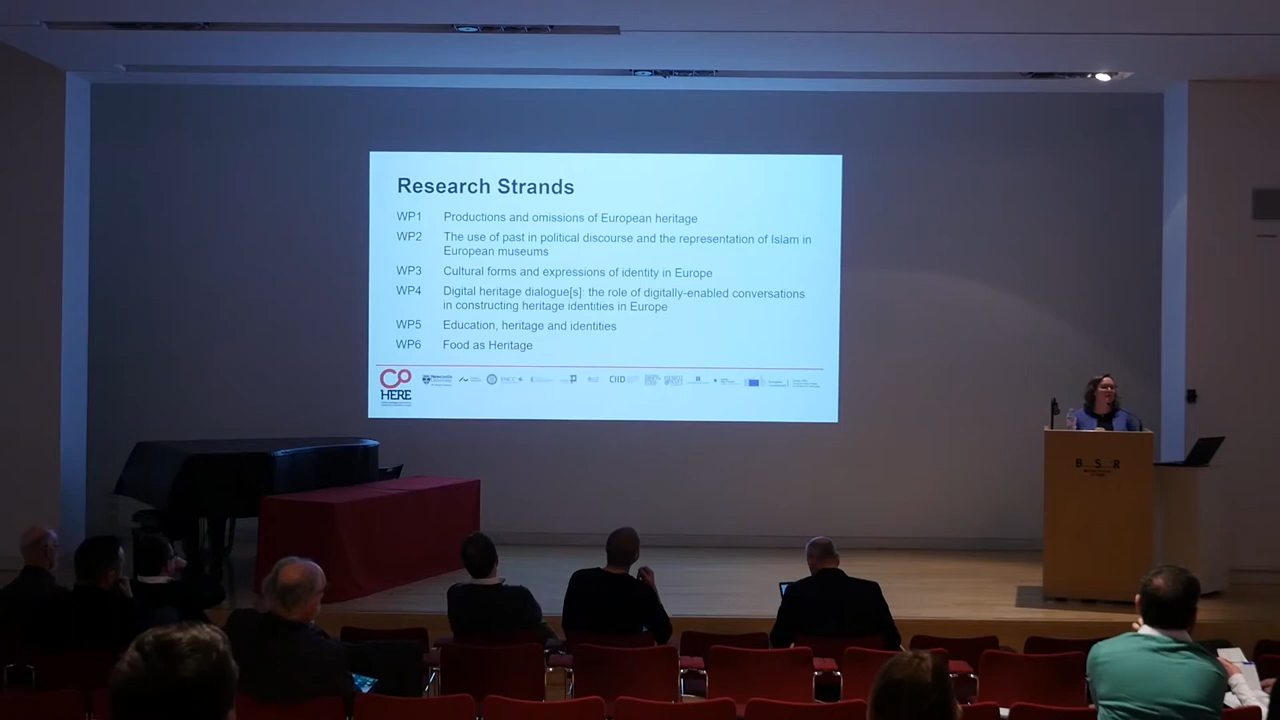 Research Strands
WP1 Productions and omissions of European heritage
WP2 The use of past in political discourse and the representation of Islam in
European museums
WP3 Cultural forms and expressions of identity in Europe
WP4 Digital heritage dialogue[s]: the role of digitally-enabled conversations
in constructing heritage identities in Europe
WP5 Education, heritage and identities
WP6 Food as Heritage
CO
HERE
CIID
B S R